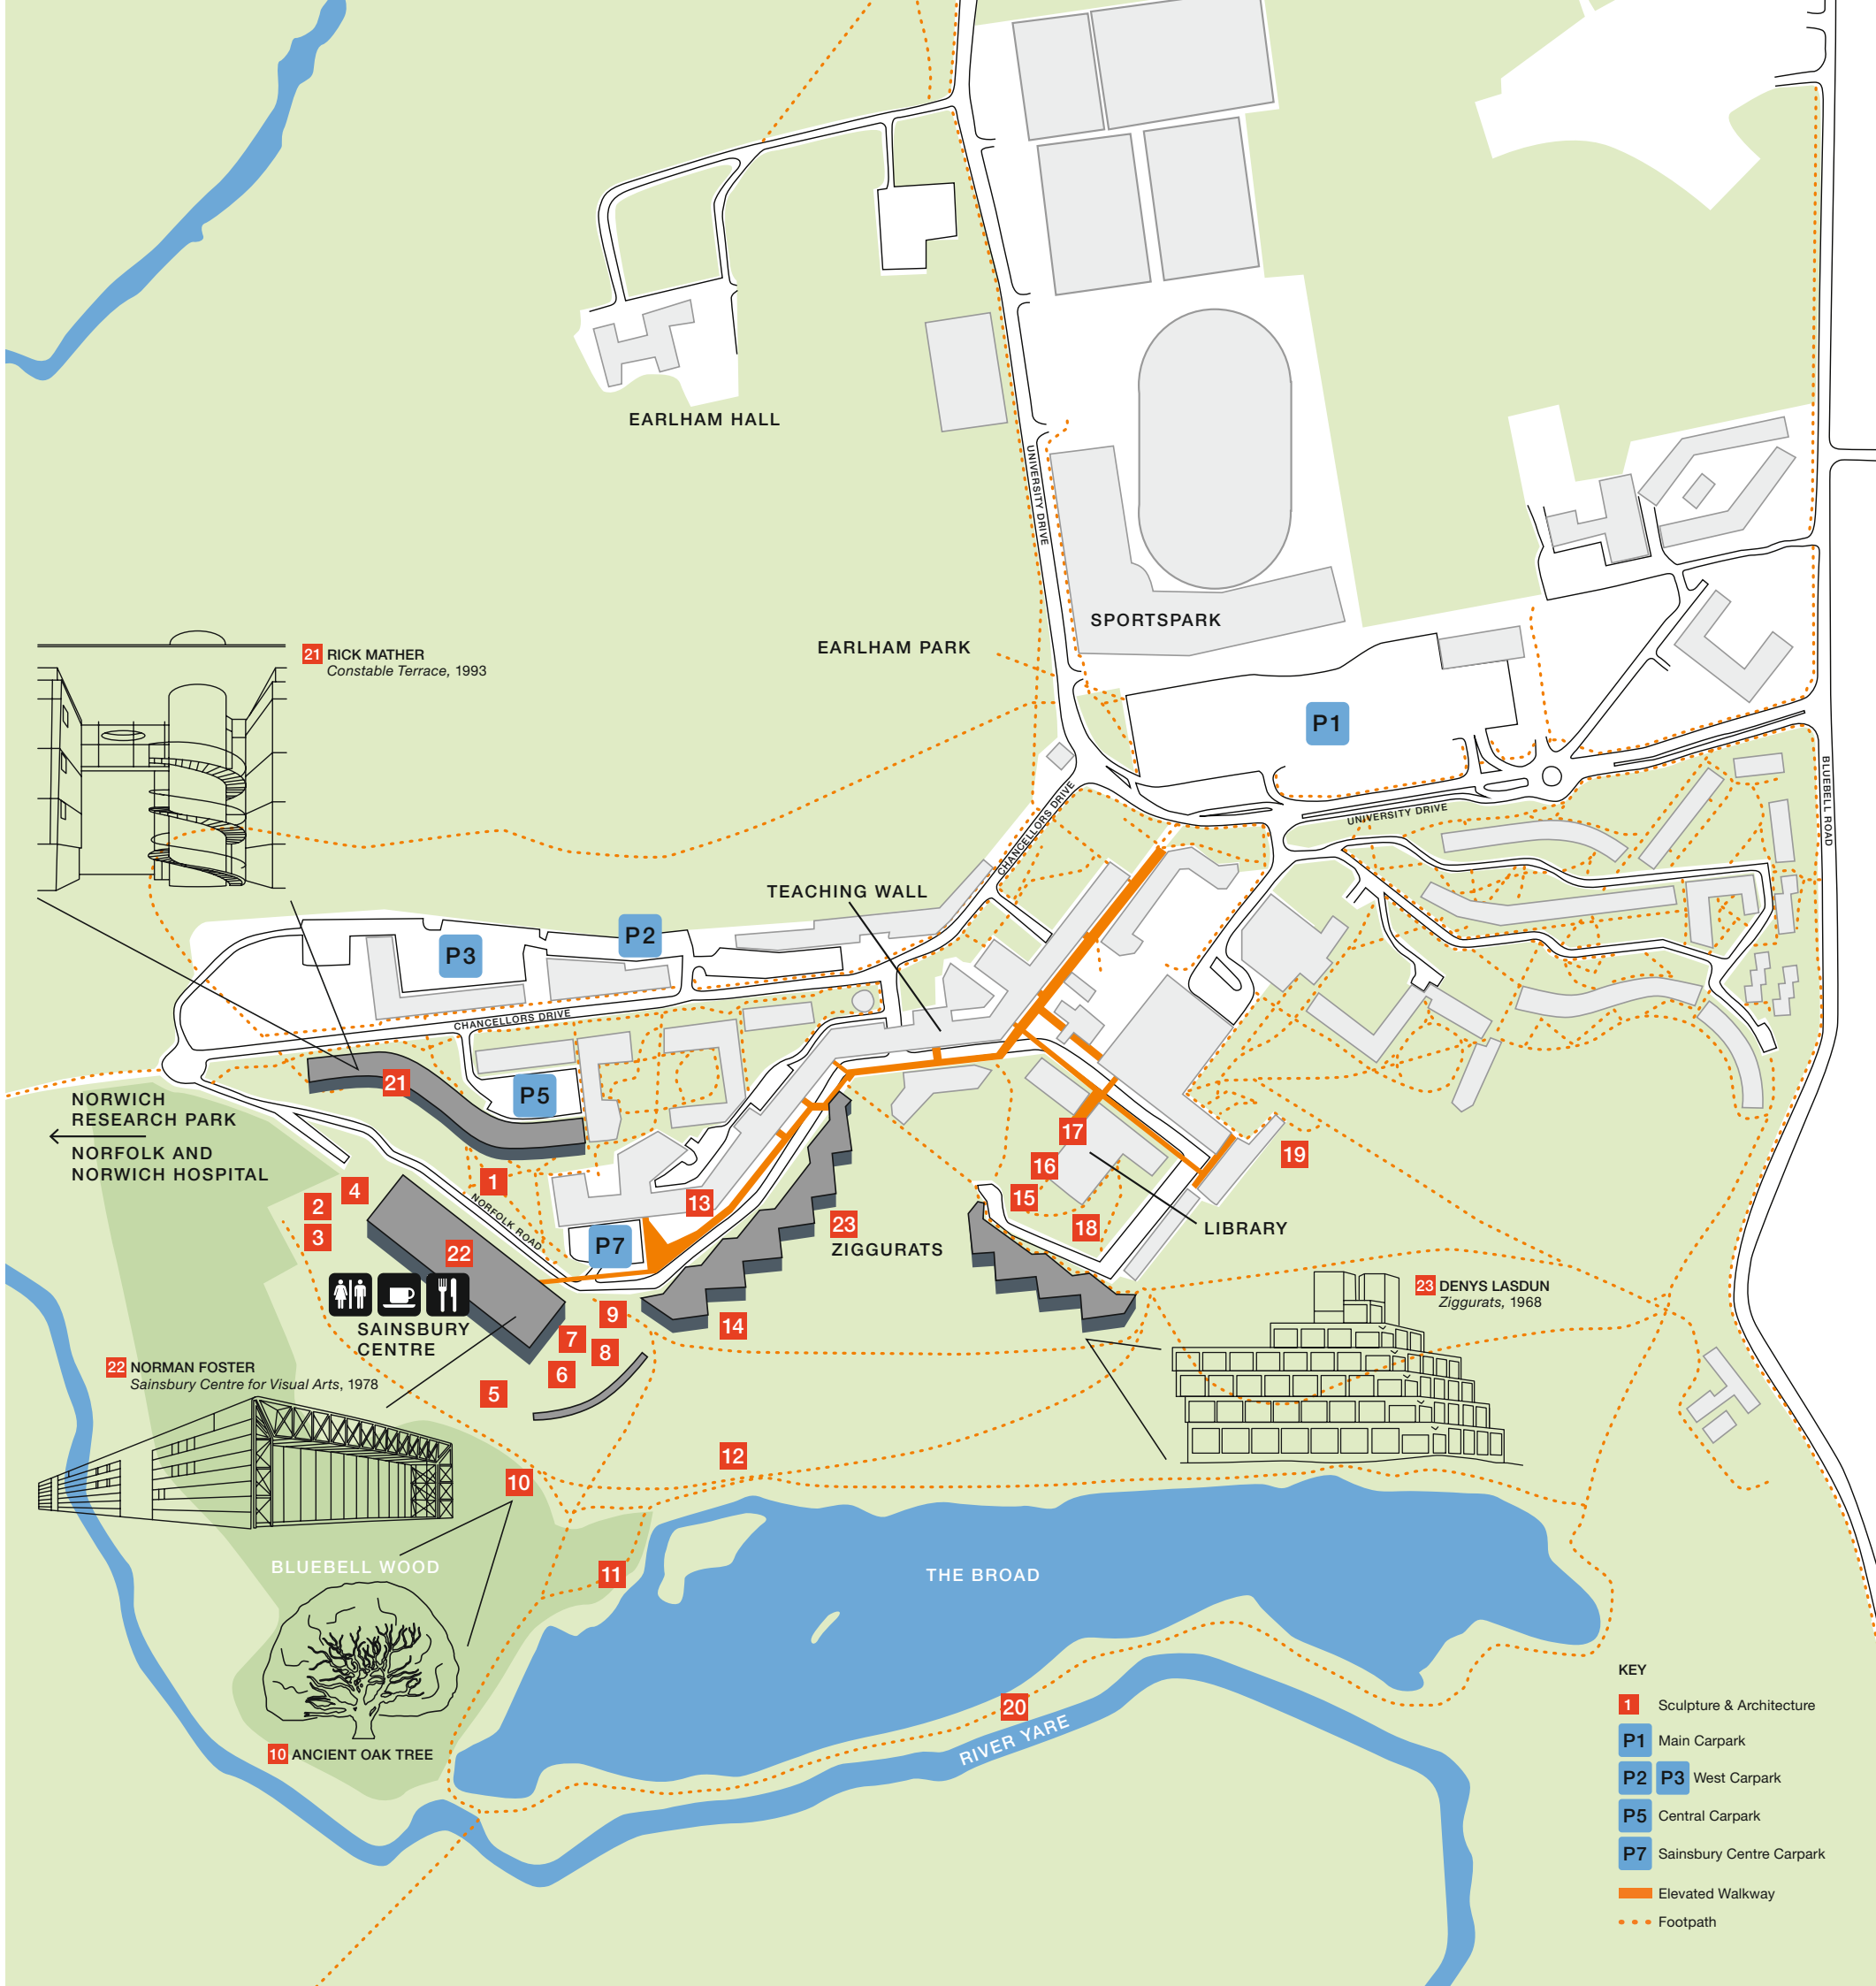 EARLHAM HALL
UNIVERSITY DRIVE
SPORTSPARK
EARLHAM PARK
21 RICK MATHER
Constable Terrace, 1993
P1
BLUEBELL ROAD
UNIVERSITY DRIVE
CHANCELLORS DRIVE
TEACHING WALL
P2
P3
CHANCELLORS DRIVE
21
P5
NORWICH
RESEARCH PARK
NORFOLK AND
NORWICH HOSPITAL
17
19
16
1
4
2
3
15
13
18
23
ZIGGURATS
LIBRARY
NORFOLK ROAD
P7
22
SAINSBURY
CENTRE
9
7
8
14
6
5
23 DENYS LASDUN
Ziggurats, 1968
22 NORMAN FOSTER
Sainsbury Centre for Visual Arts, 1978
12
10
BLUEBELL WOOD
11
THE BROAD
20
RIVER YARE
10 ANCIENT OAK TREE
KEY
1 Sculpture & Architecture
P1 Main Carpark
P2 P3 West Carpark
P5 Central Carpark
P7 Sainsbury Centre Carpark
Elevated Walkway
Footpath